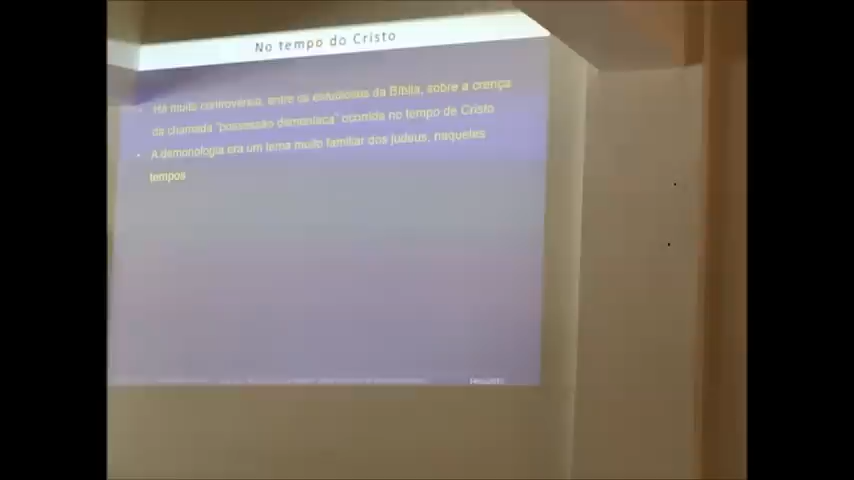 No tempo do Cristo
Há muita controvérsia, entre os estudiosos da Bíblia, sobre a crença
da chamada "possessão demoníaca" ocorrida no tempo de Cristo
• A demonologia era um tema muito familiar dos judeus, naqueles
tempos